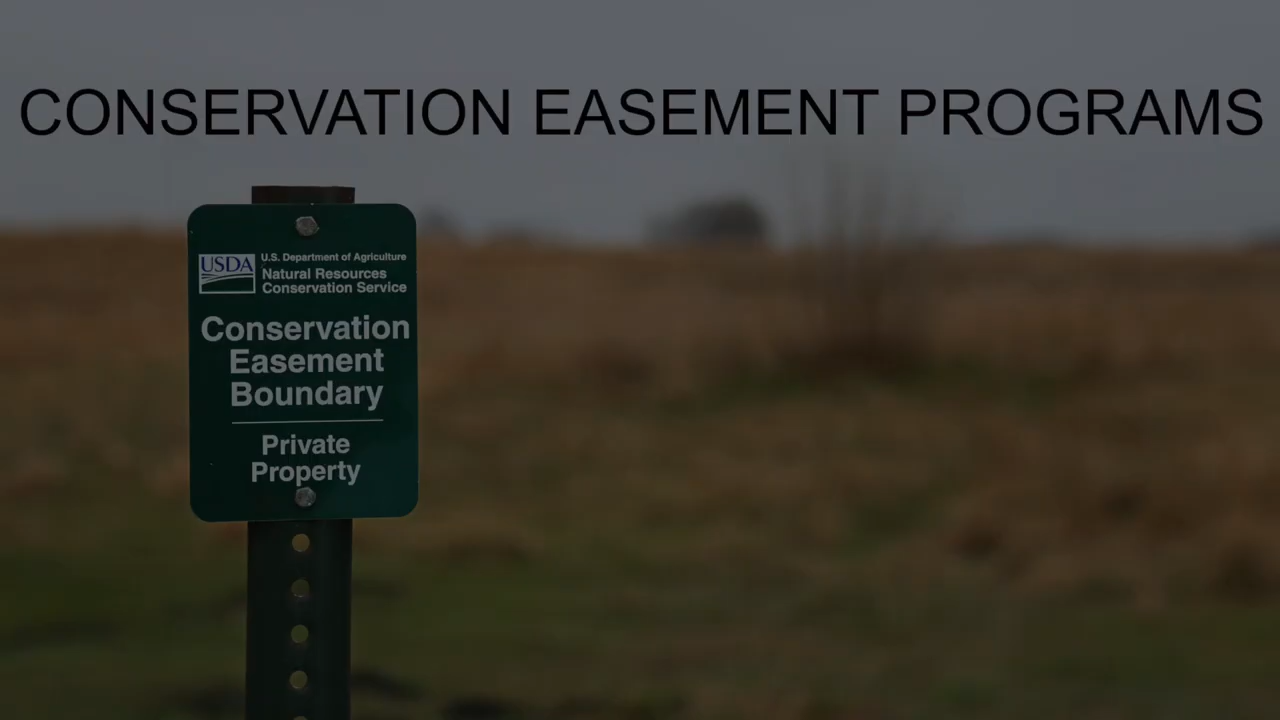 CONSERVATION EASEMENT PROGRAMS
USDA
U.S. Department of Agriculture
Natural Resources
Conservation Service
Conservation
Easement
Boundary
Private
Property